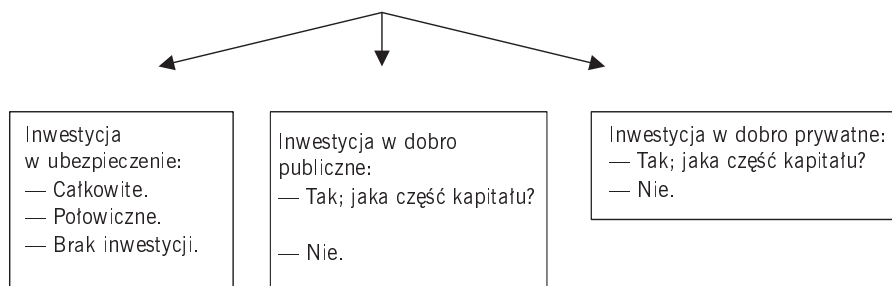 Inwestycja
w ubezpieczenie:
— Całkowite.
— Połowiczne.
— Brak inwestycji.
Inwestycja w dobro
publiczne:
— Tak; jaka część kapitału?
— Nie.
Inwestycja w dobro prywatne:
— Tak; jaka część kapitału?
— Nie.